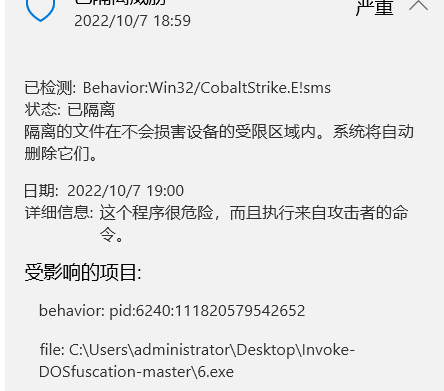 已隔离威胁
严重
2022/10/7 18:59
已检测: Behavior:Win32/CobaltStrike.E!sms
状态: 已隔离
隔离的文件在不会损害设备的受限区域内。系统将自动
删除它们。
日期: 2022/10/7 19:00
详细信息: 这个程序很危险，而且执行来自攻击者的命
令。
受影响的项目:
behavior: pid:6240:111820579542652
file: C:\Users\administrator\Desktop\Invoke-
DOSfuscation-master\6.exe